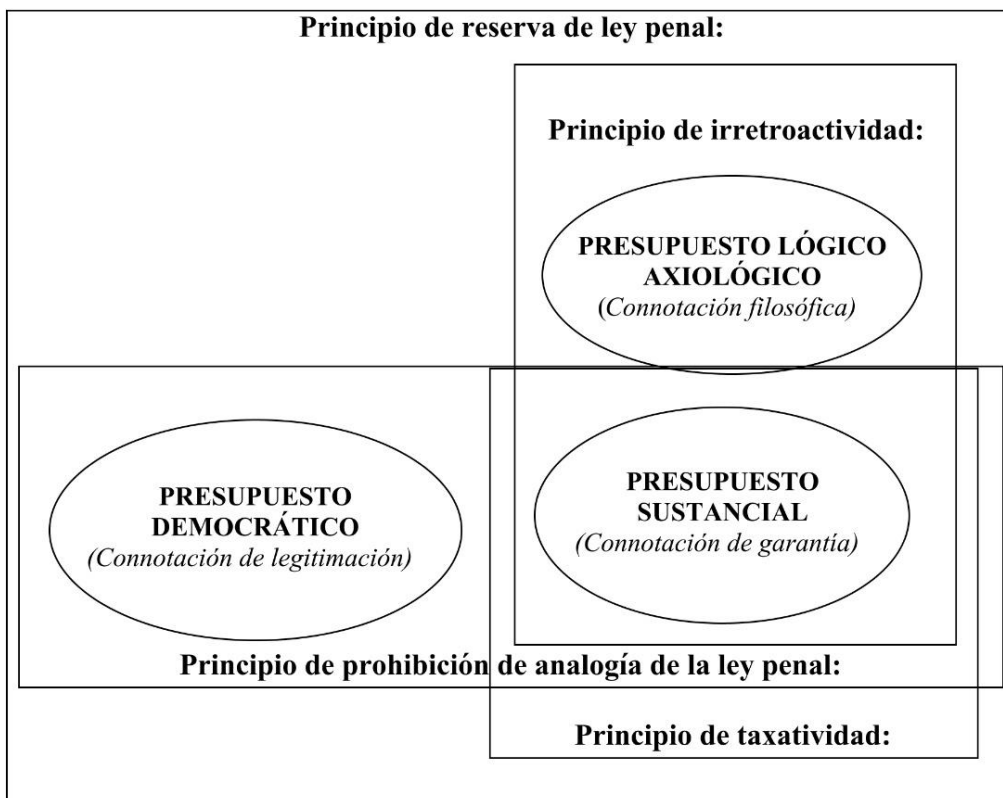 Principio de reserva de ley penal:
Principio de irretroactividad:
PRESUPUESTO LÓGICO
AXIOLÓGICO
(Connotación filosófica)
PRESUPUESTO
DEMOCRÁTICO
(Connotación de legitimación)
PRESUPUESTO
SUSTANCIAL
(Connotación de garantía)
Principio de prohibición de analogía de la ley penal:
Principio de taxatividad: